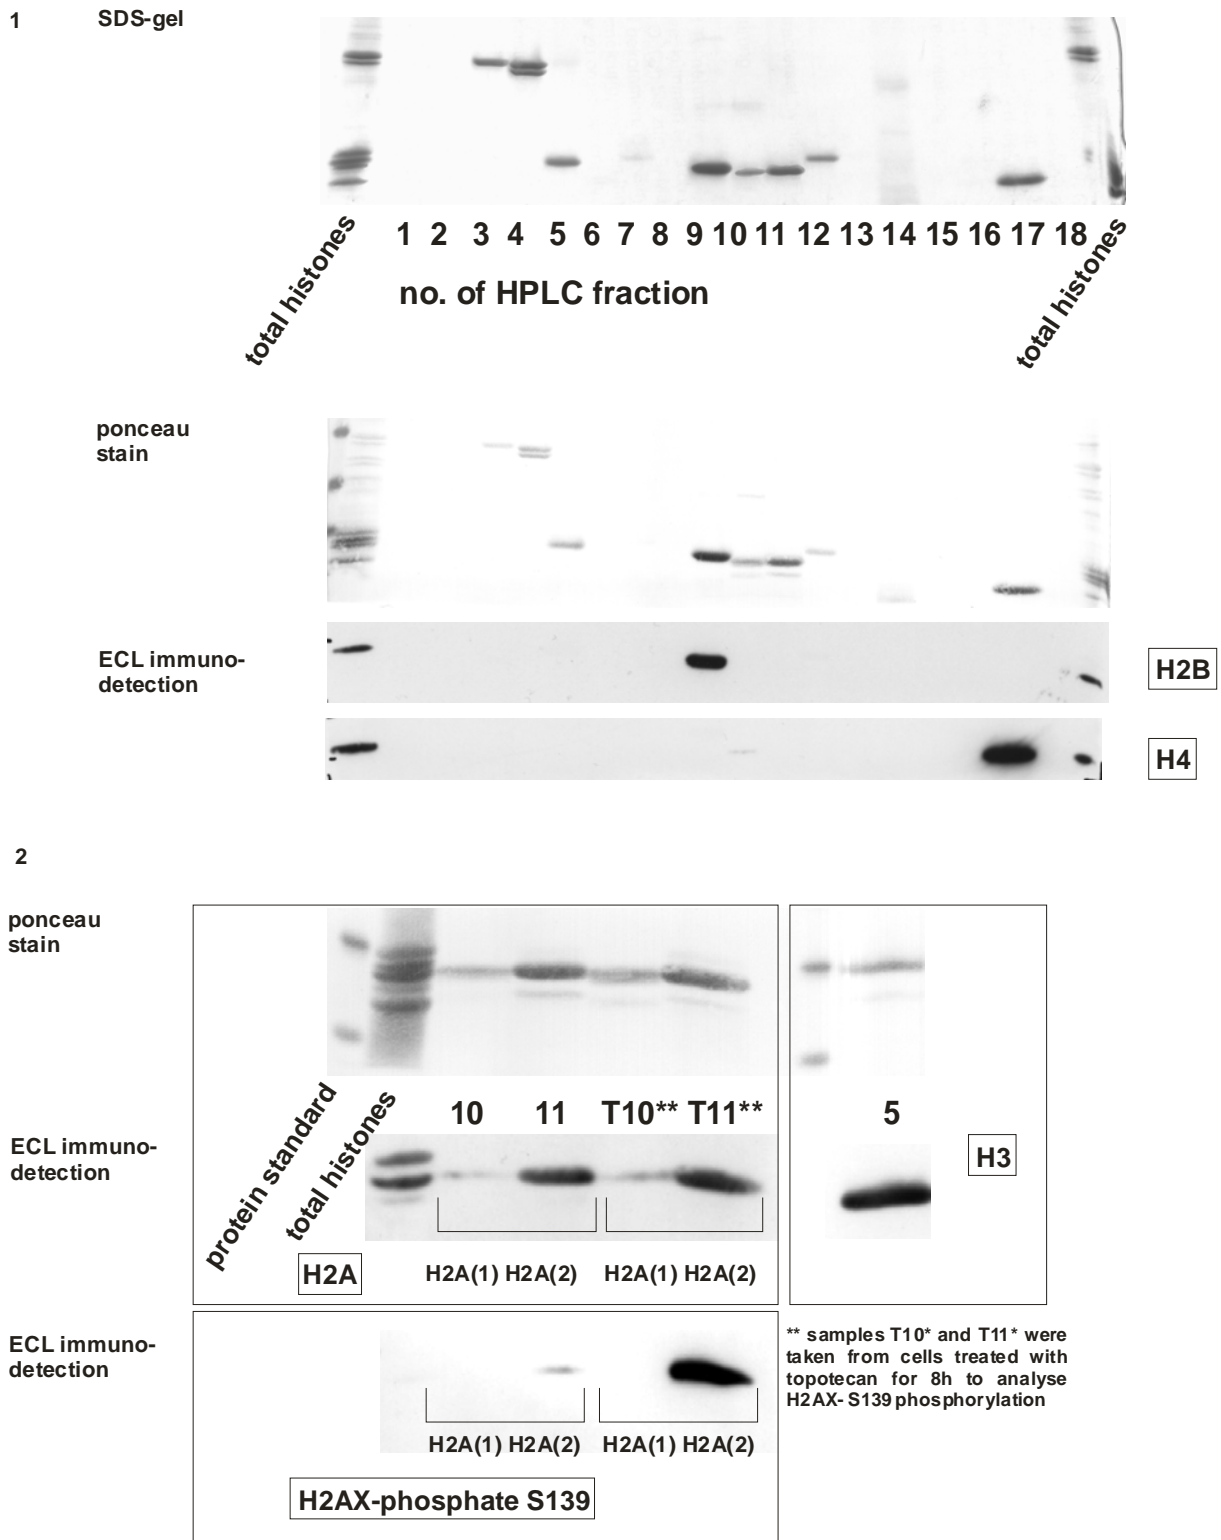 1 SDS-gel
total histones
1 2 3 4 5 6 7 8 9 10 11 12 13 14 15 16 17 18
total histones
no. of HPLC fraction
ponceau
stain
ECL immuno-
detection
H2B
H4
2
ponceau
stain
protein standard
total histones
10 11 T10** T11**
5
ECL immuno-
detection
H3
H2A
H2A(1) H2A(2) H2A(1) H2A(2)
ECL immuno-
detection
** samples T10* and T11* were
taken from cells treated with
topotecan for 8h to analyse
H2AX- S139 phosphorylation
H2A(1) H2A(2) H2A(1) H2A(2)
H2AX-phosphate S139